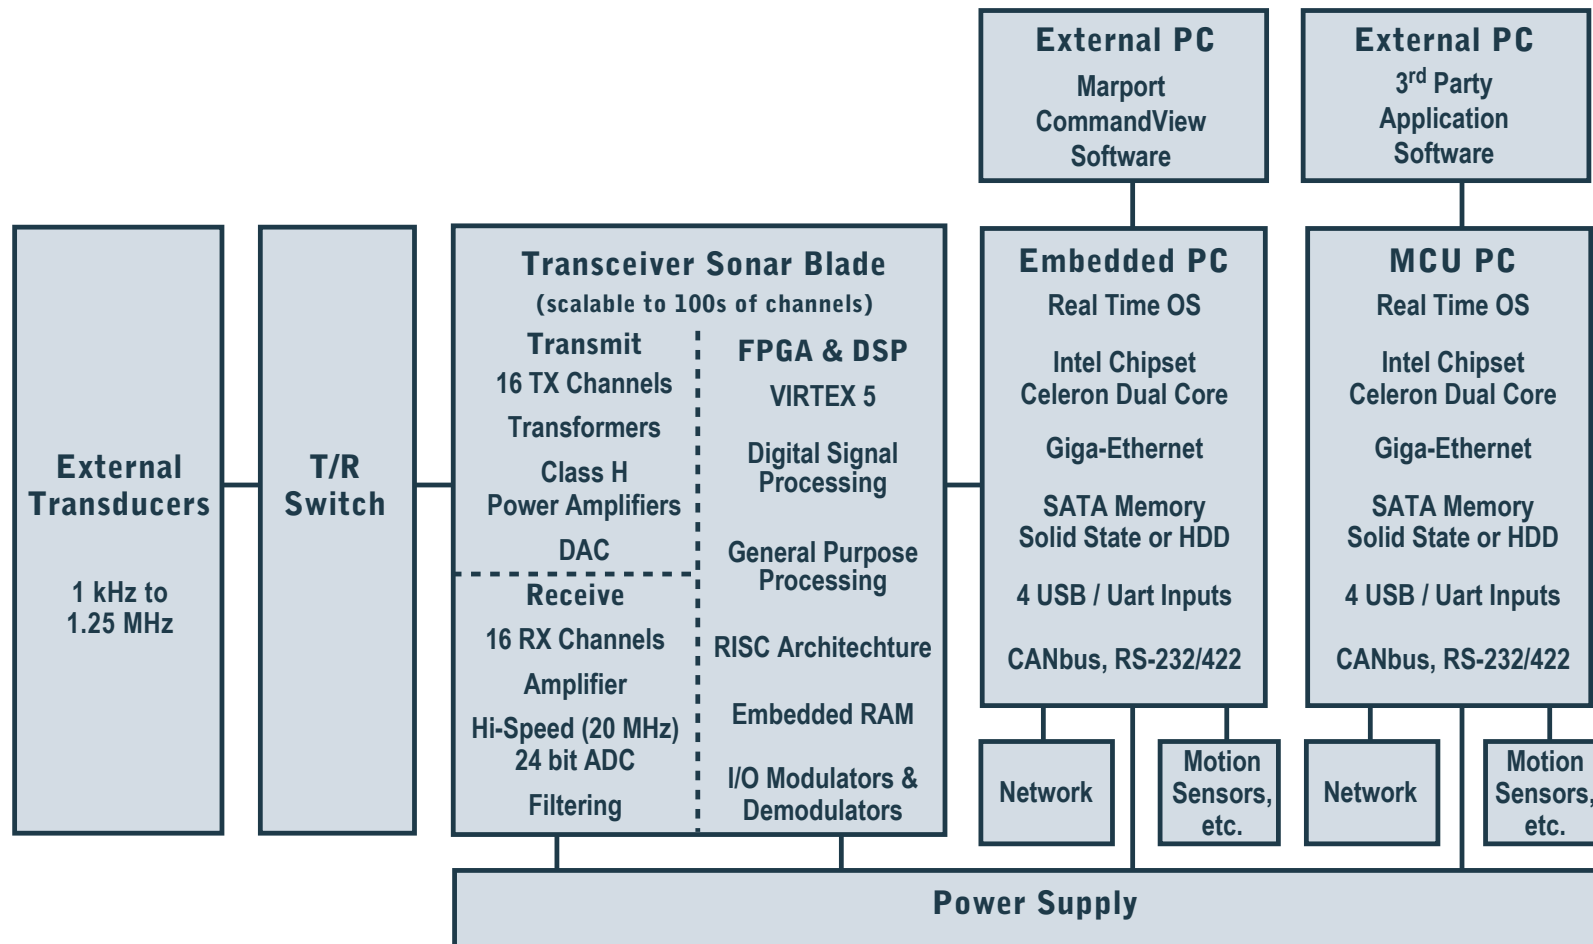 External PC
Marport
CommandView
Software
External PC
3rd Party
Application
Software
External
Transducers
1 kHz to
1.25 MHz
T/R
Switch
Transceiver Sonar Blade
(scalable to 100s of channels)
Transmit
16 TX Channels
Transformers
Class H
Power Amplifiers
DAC
Receive
16 RX Channels
Amplifier
Hi-Speed (20 MHz)
24 bit ADC
Filtering
FPGA & DSP
VIRTEX 5
Digital Signal
Processing
General Purpose
Processing
RISC Architechture
Embedded RAM
I/O Modulators &
Demodulators
Embedded PC
Real Time OS
Intel Chipset
Celeron Dual Core
Giga-Ethernet
SATA Memory
Solid State or HDD
4 USB / Uart Inputs
CANbus, RS-232/422
MCU PC
Real Time OS
Intel Chipset
Celeron Dual Core
Giga-Ethernet
SATA Memory
Solid State or HDD
4 USB / Uart Inputs
CANbus, RS-232/422
Network
Motion
Sensors,
etc.
Network
Motion
Sensors,
etc.
Power Supply